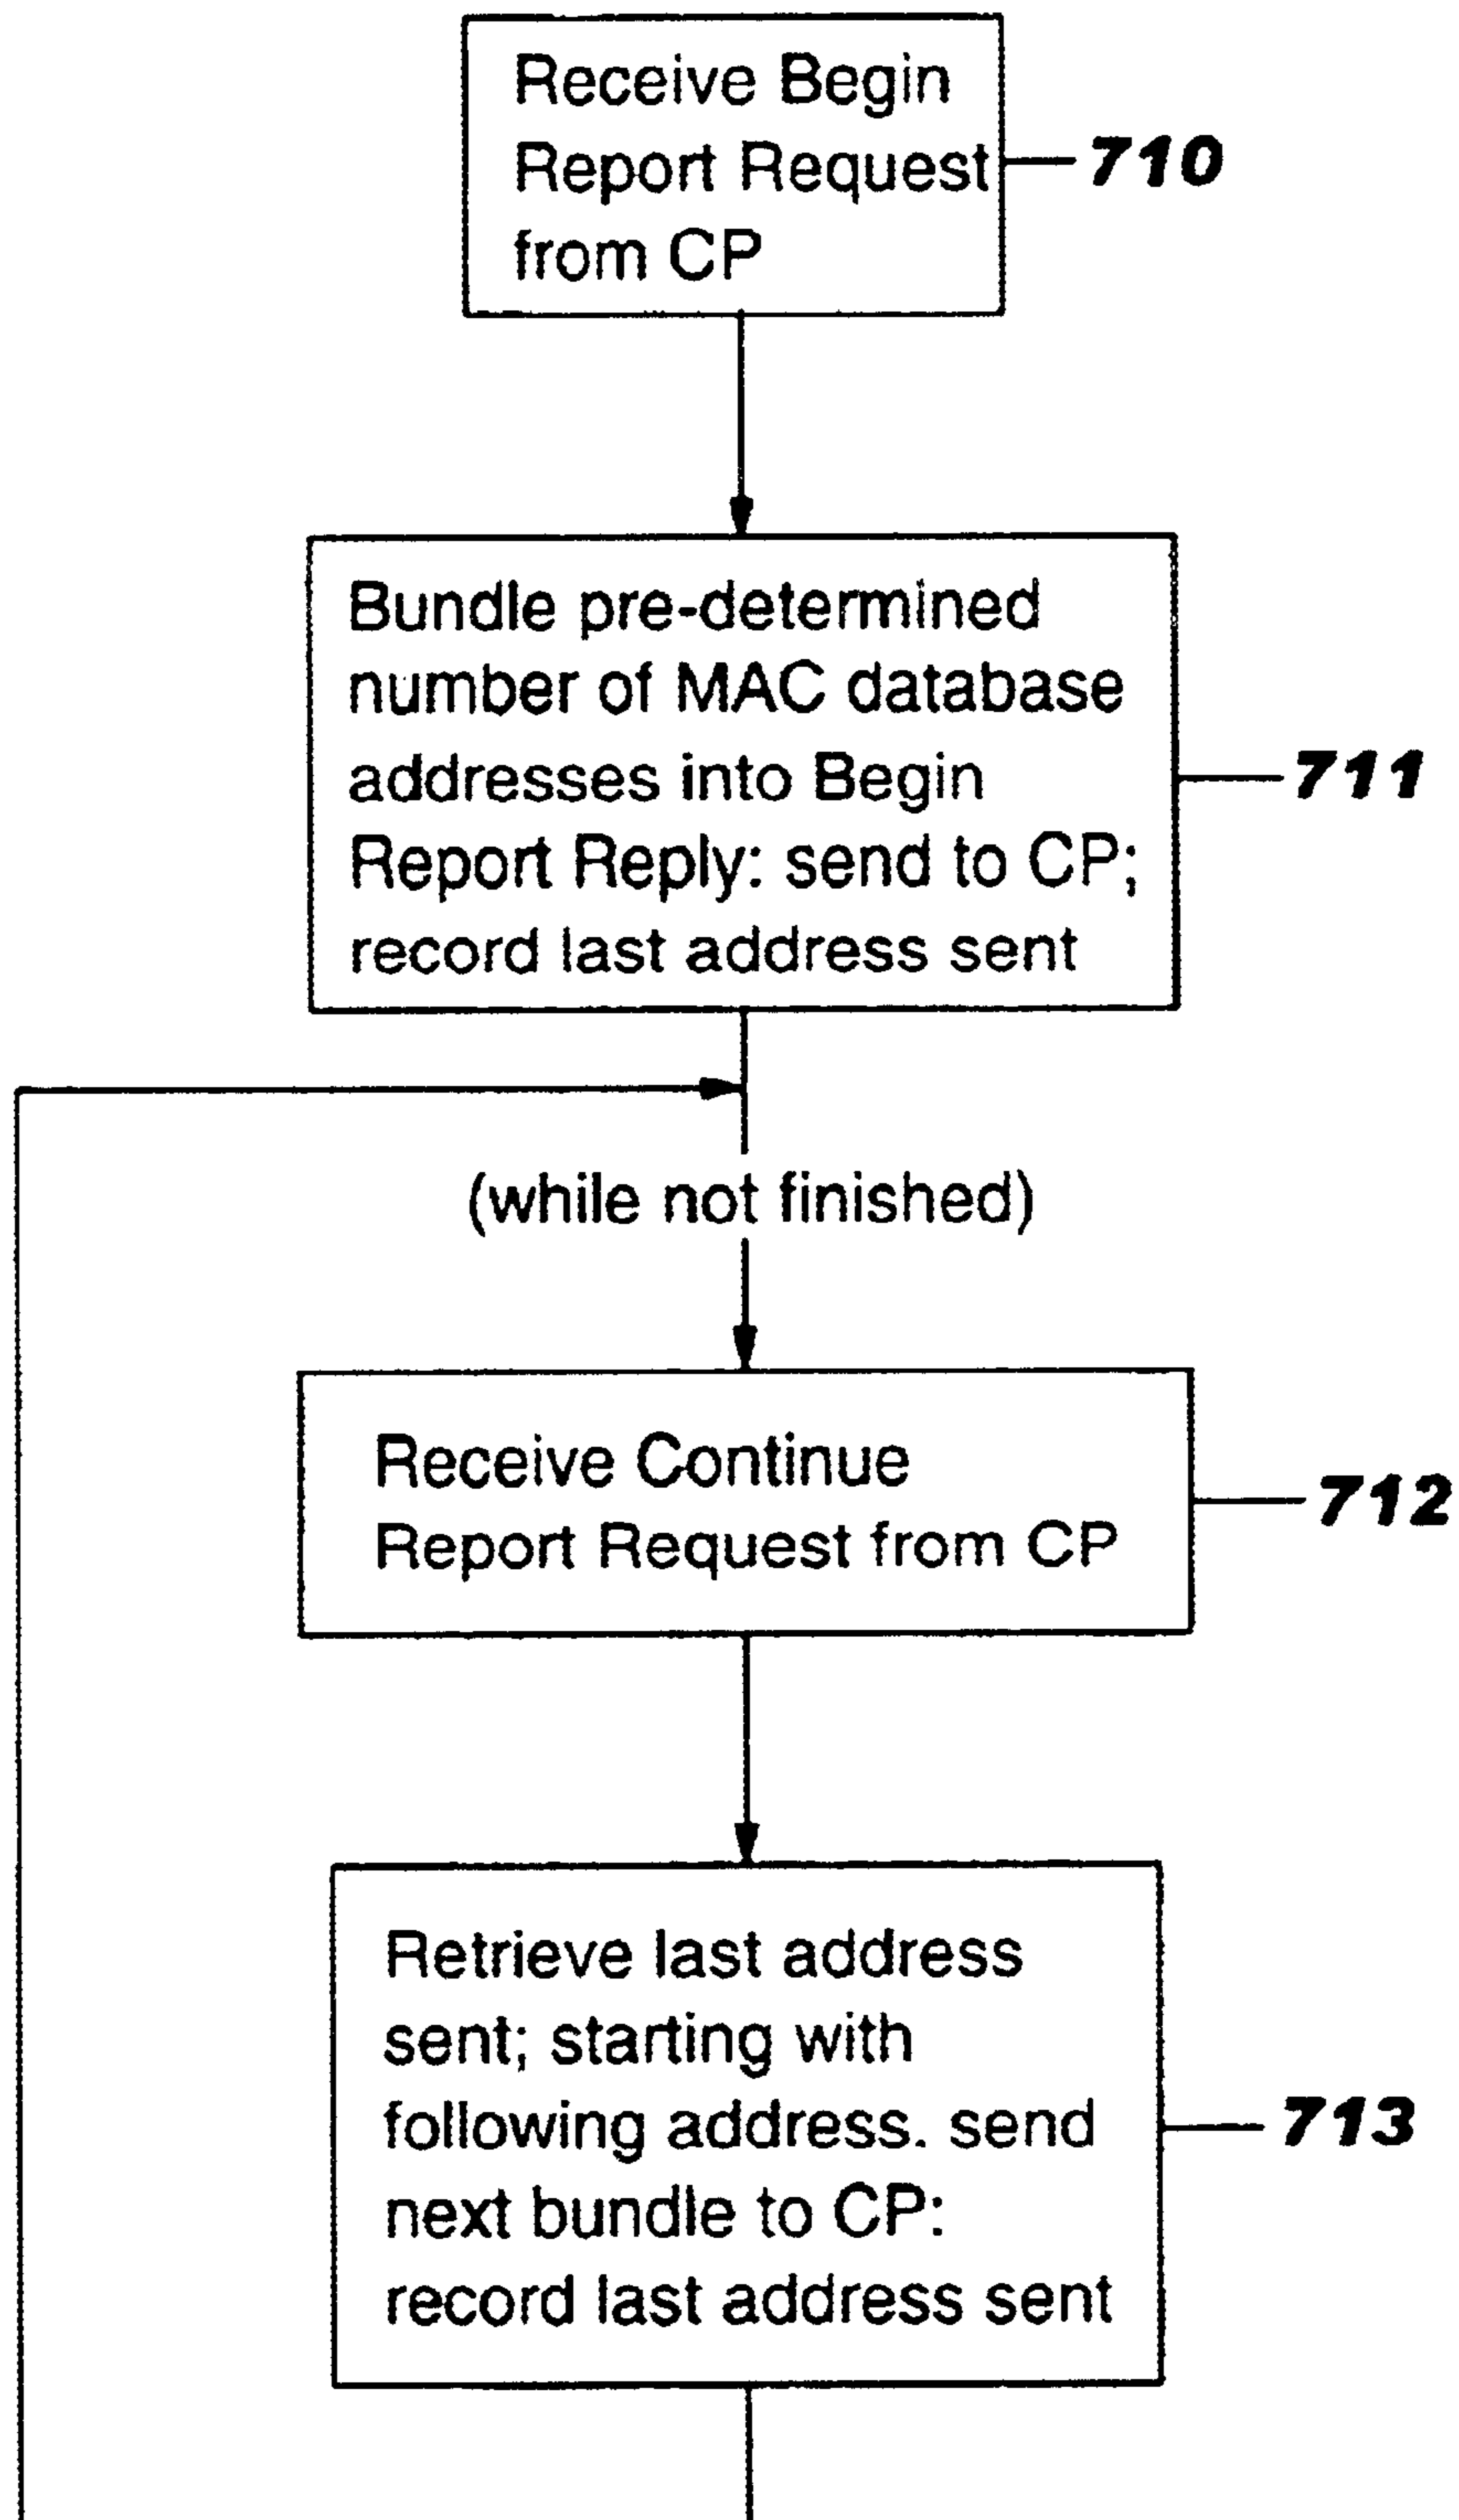 Receive Begin
Report Request
from CP
710
Bundle pre-determined
number of MAC database
addresses into Begin
Report Reply: send to CP;
record last address sent
711
(while not finished)
Receive Continue
Report Request from CP
712
Retrieve last address
sent; starting with
following address. send
next bundle to CP:
record last address sent
713